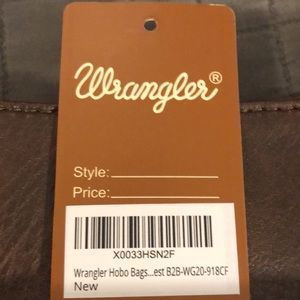 Wrangler®
Style:
Price:
X0033HSN2F
Wrangler Hobo Bags...est B2B-WG20-918CF
New